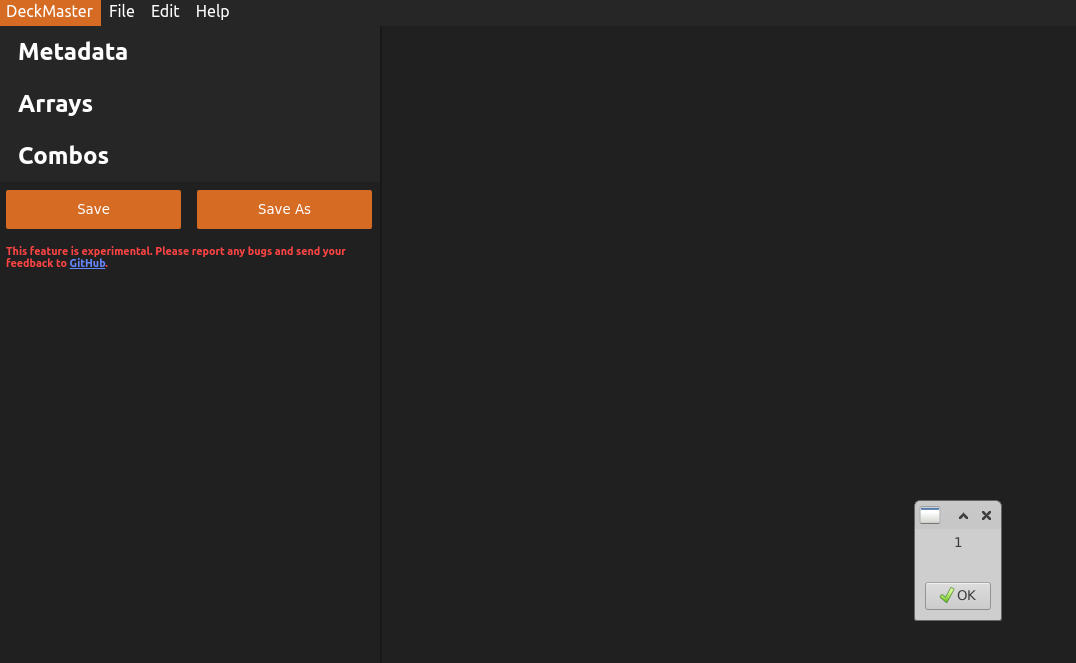 DeckMaster File Edit Help
Metadata
Arrays
Combos
Save Save As
This feature is experimental. Please report any bugs and send your
feedback to GitHub.
1
OK